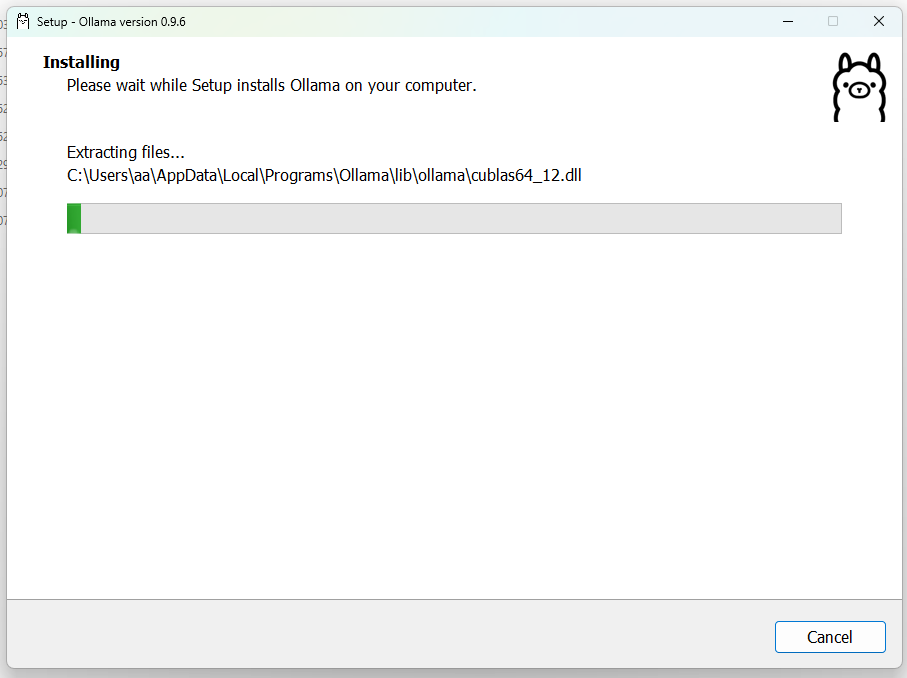 Setup - Ollama version 0.9.6
Installing
Please wait while Setup installs Ollama on your computer.
Extracting files...
C:\Users\aa\AppData\Local\Programs\Ollama\lib\ollama\cublas64_12.dll
Cancel